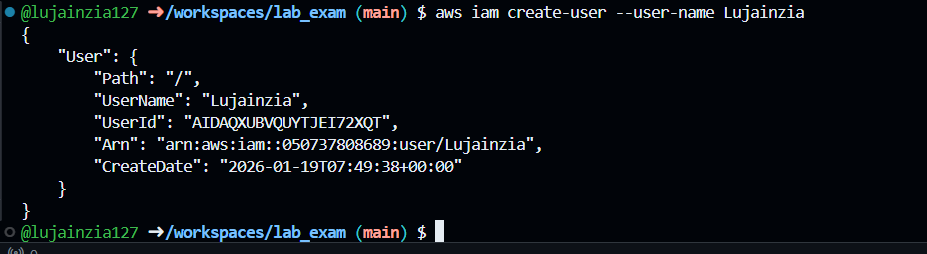 @lujainzia127 ➜/workspaces/lab_exam (main) $ aws iam create-user --user-name Lujainzia
{
    "User": {
        "Path": "/",
        "UserName": "Lujainzia",
        "UserId": "AIDAQXUBVQUYTJEI72XQT",
        "Arn": "arn:aws:iam::050737808689:user/Lujainzia",
        "CreateDate": "2026-01-19T07:49:38+00:00"
    }
}
@lujainzia127 ➜/workspaces/lab_exam (main) $